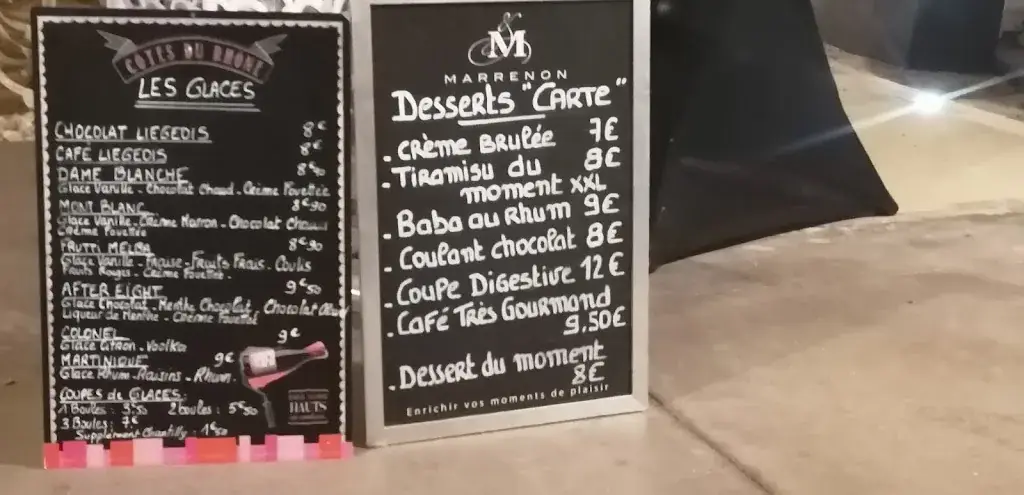 CÔTES DU RHÔNE
LES GLACES
CHOCOLAT LIEGEOIS 8€
CAFÉ LIEGEOIS 8€
DAME BLANCHE 8€90
Glace Vanille - Chocolat Chaud - Crème Fouettée
MONT BLANC 8€90
Glace Vanille - Crème Marron - Chocolat Chaud
Crème Fouettée
FRUTTI MELBA 8€90
Glace Vanille - Fraise - Fruits Frais - Coulis
Fruits Rouges - Crème Fouettée
AFTER EIGHT 9€50
Glace Chocolat - Menthe Chocolat - Chocolat Chaud
Liqueur de Menthe - Crème Fouettée
COLONEL 9€
Glace Citron - Vodka
MARTINIQUE 9€
Glace Rhum - Raisins - Rhum
COUPES de GLACES:
1 Boules: 3€50 2 boules: 5€50
3 Boules: 7€
Supplément Chantilly: 1€50
HAUTS
M
MARRENON
Desserts "CARTE"
. CRÈME BRULÉE 7€
. TIRAMISU du 8€
moment XXL
. Baba au Rhum 9€
. Coulant chocolat 8€
. Coupe Digestive 12€
. CAFÉ TRÈS GOURMAND
9.50€
. Dessert du moment
8€
Enrichir vos moments de plaisir